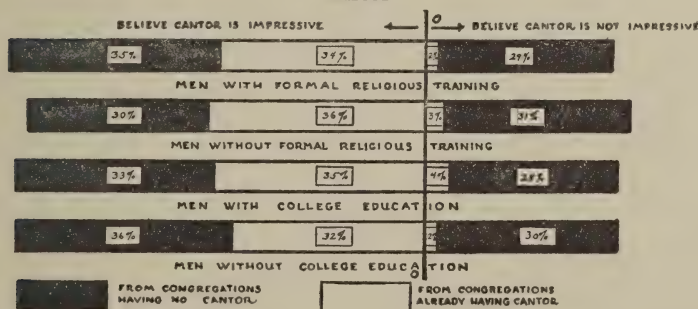 0
BELIEVE CANTOR IS IMPRESSIVE BELIEVE CANTOR IS NOT IMPRESSIVE
35% 34% 2% 29%
MEN WITH FORMAL RELIGIOUS TRAINING
30% 36% 3% 31%
MEN WITHOUT FORMAL RELIGIOUS TRAINING
33% 35% 4% 28%
MEN WITH COLLEGE EDUCATION
36% 32% 2% 30%
MEN WITHOUT COLLEGE EDUCATION
0
FROM CONGREGATIONS HAVING NO CANTOR
FROM CONGREGATIONS ALREADY HAVING CANTOR